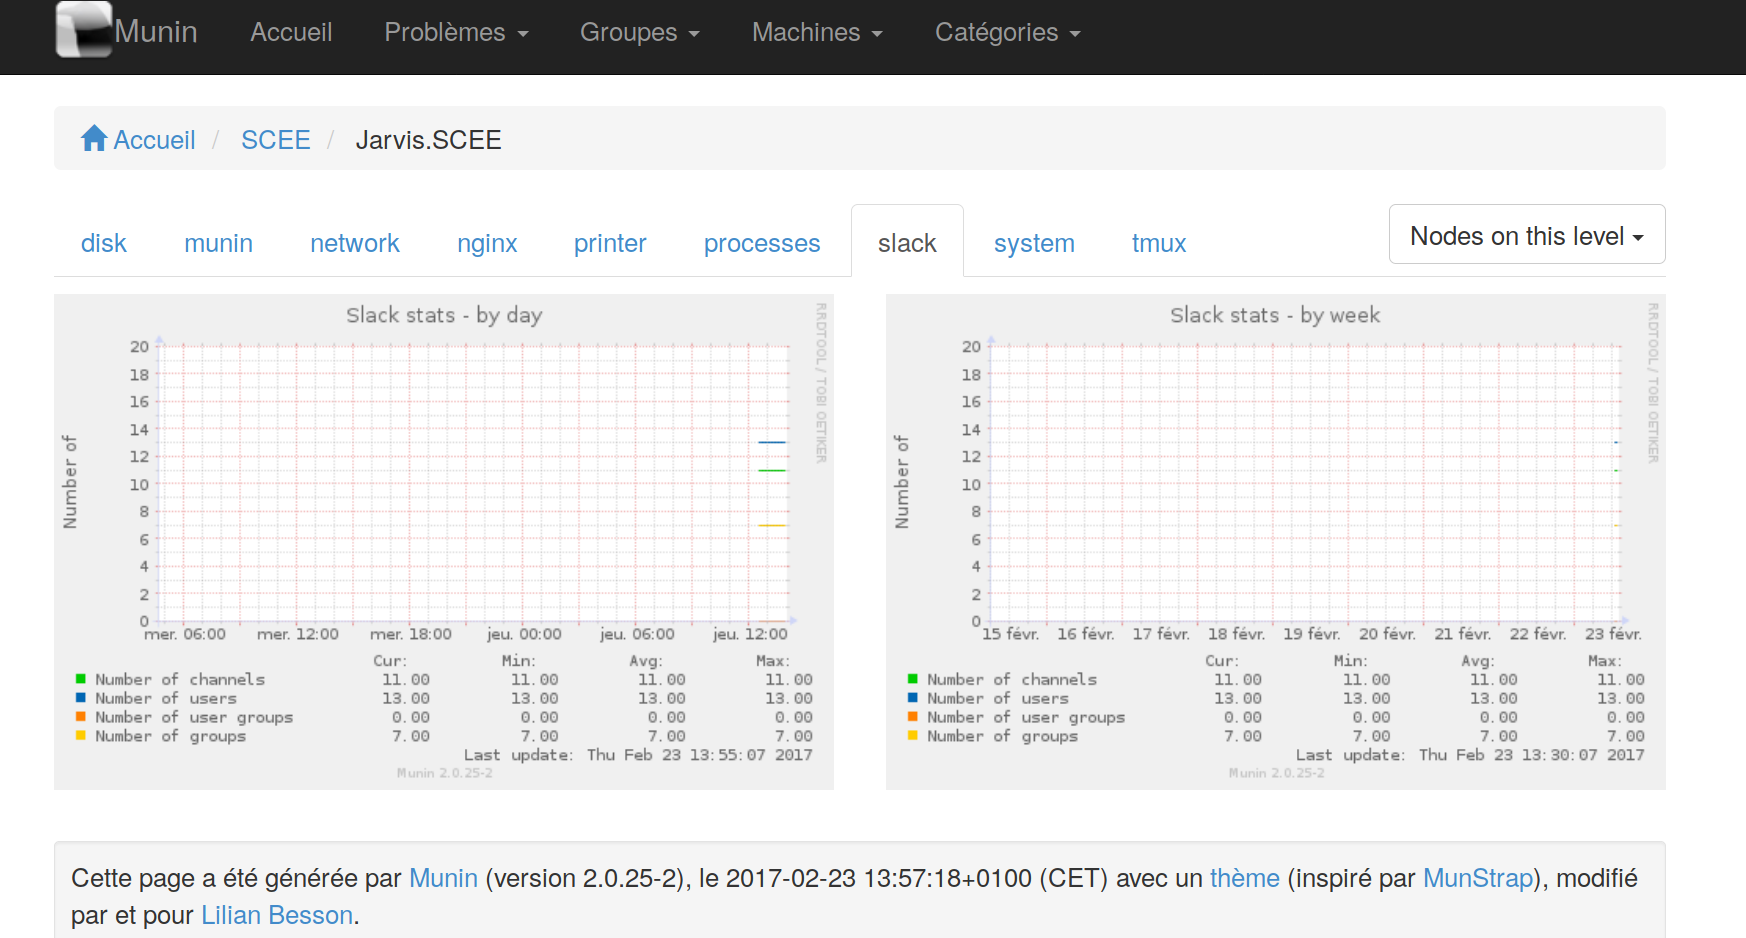 Munin Accueil Problèmes Groupes Machines Catégories
Accueil / SCEE / Jarvis.SCEE
disk munin network nginx printer processes slack system tmux Nodes on this level
Slack stats - by day
RRDTOOL / TOBI OETIKER
Number of
20
18
16
14
12
10
8
6
4
2
0
mer. 06:00 mer. 12:00 mer. 18:00 jeu. 00:00 jeu. 06:00 jeu. 12:00
Cur: Min: Avg: Max:
Number of channels 11.00 11.00 11.00 11.00
Number of users 13.00 13.00 13.00 13.00
Number of user groups 0.00 0.00 0.00 0.00
Number of groups 7.00 7.00 7.00 7.00
Last update: Thu Feb 23 13:55:07 2017
Munin 2.0.25-2
Slack stats - by week
RRDTOOL / TOBI OETIKER
Number of
20
18
16
14
12
10
8
6
4
2
0
15 févr. 16 févr. 17 févr. 18 févr. 19 févr. 20 févr. 21 févr. 22 févr. 23 févr.
Cur: Min: Avg: Max:
Number of channels 11.00 11.00 11.00 11.00
Number of users 13.00 13.00 13.00 13.00
Number of user groups 0.00 0.00 0.00 0.00
Number of groups 7.00 7.00 7.00 7.00
Last update: Thu Feb 23 13:30:07 2017
Munin 2.0.25-2
Cette page a été générée par Munin (version 2.0.25-2), le 2017-02-23 13:57:18+0100 (CET) avec un thème (inspiré par MunStrap), modifié
par et pour Lilian Besson.